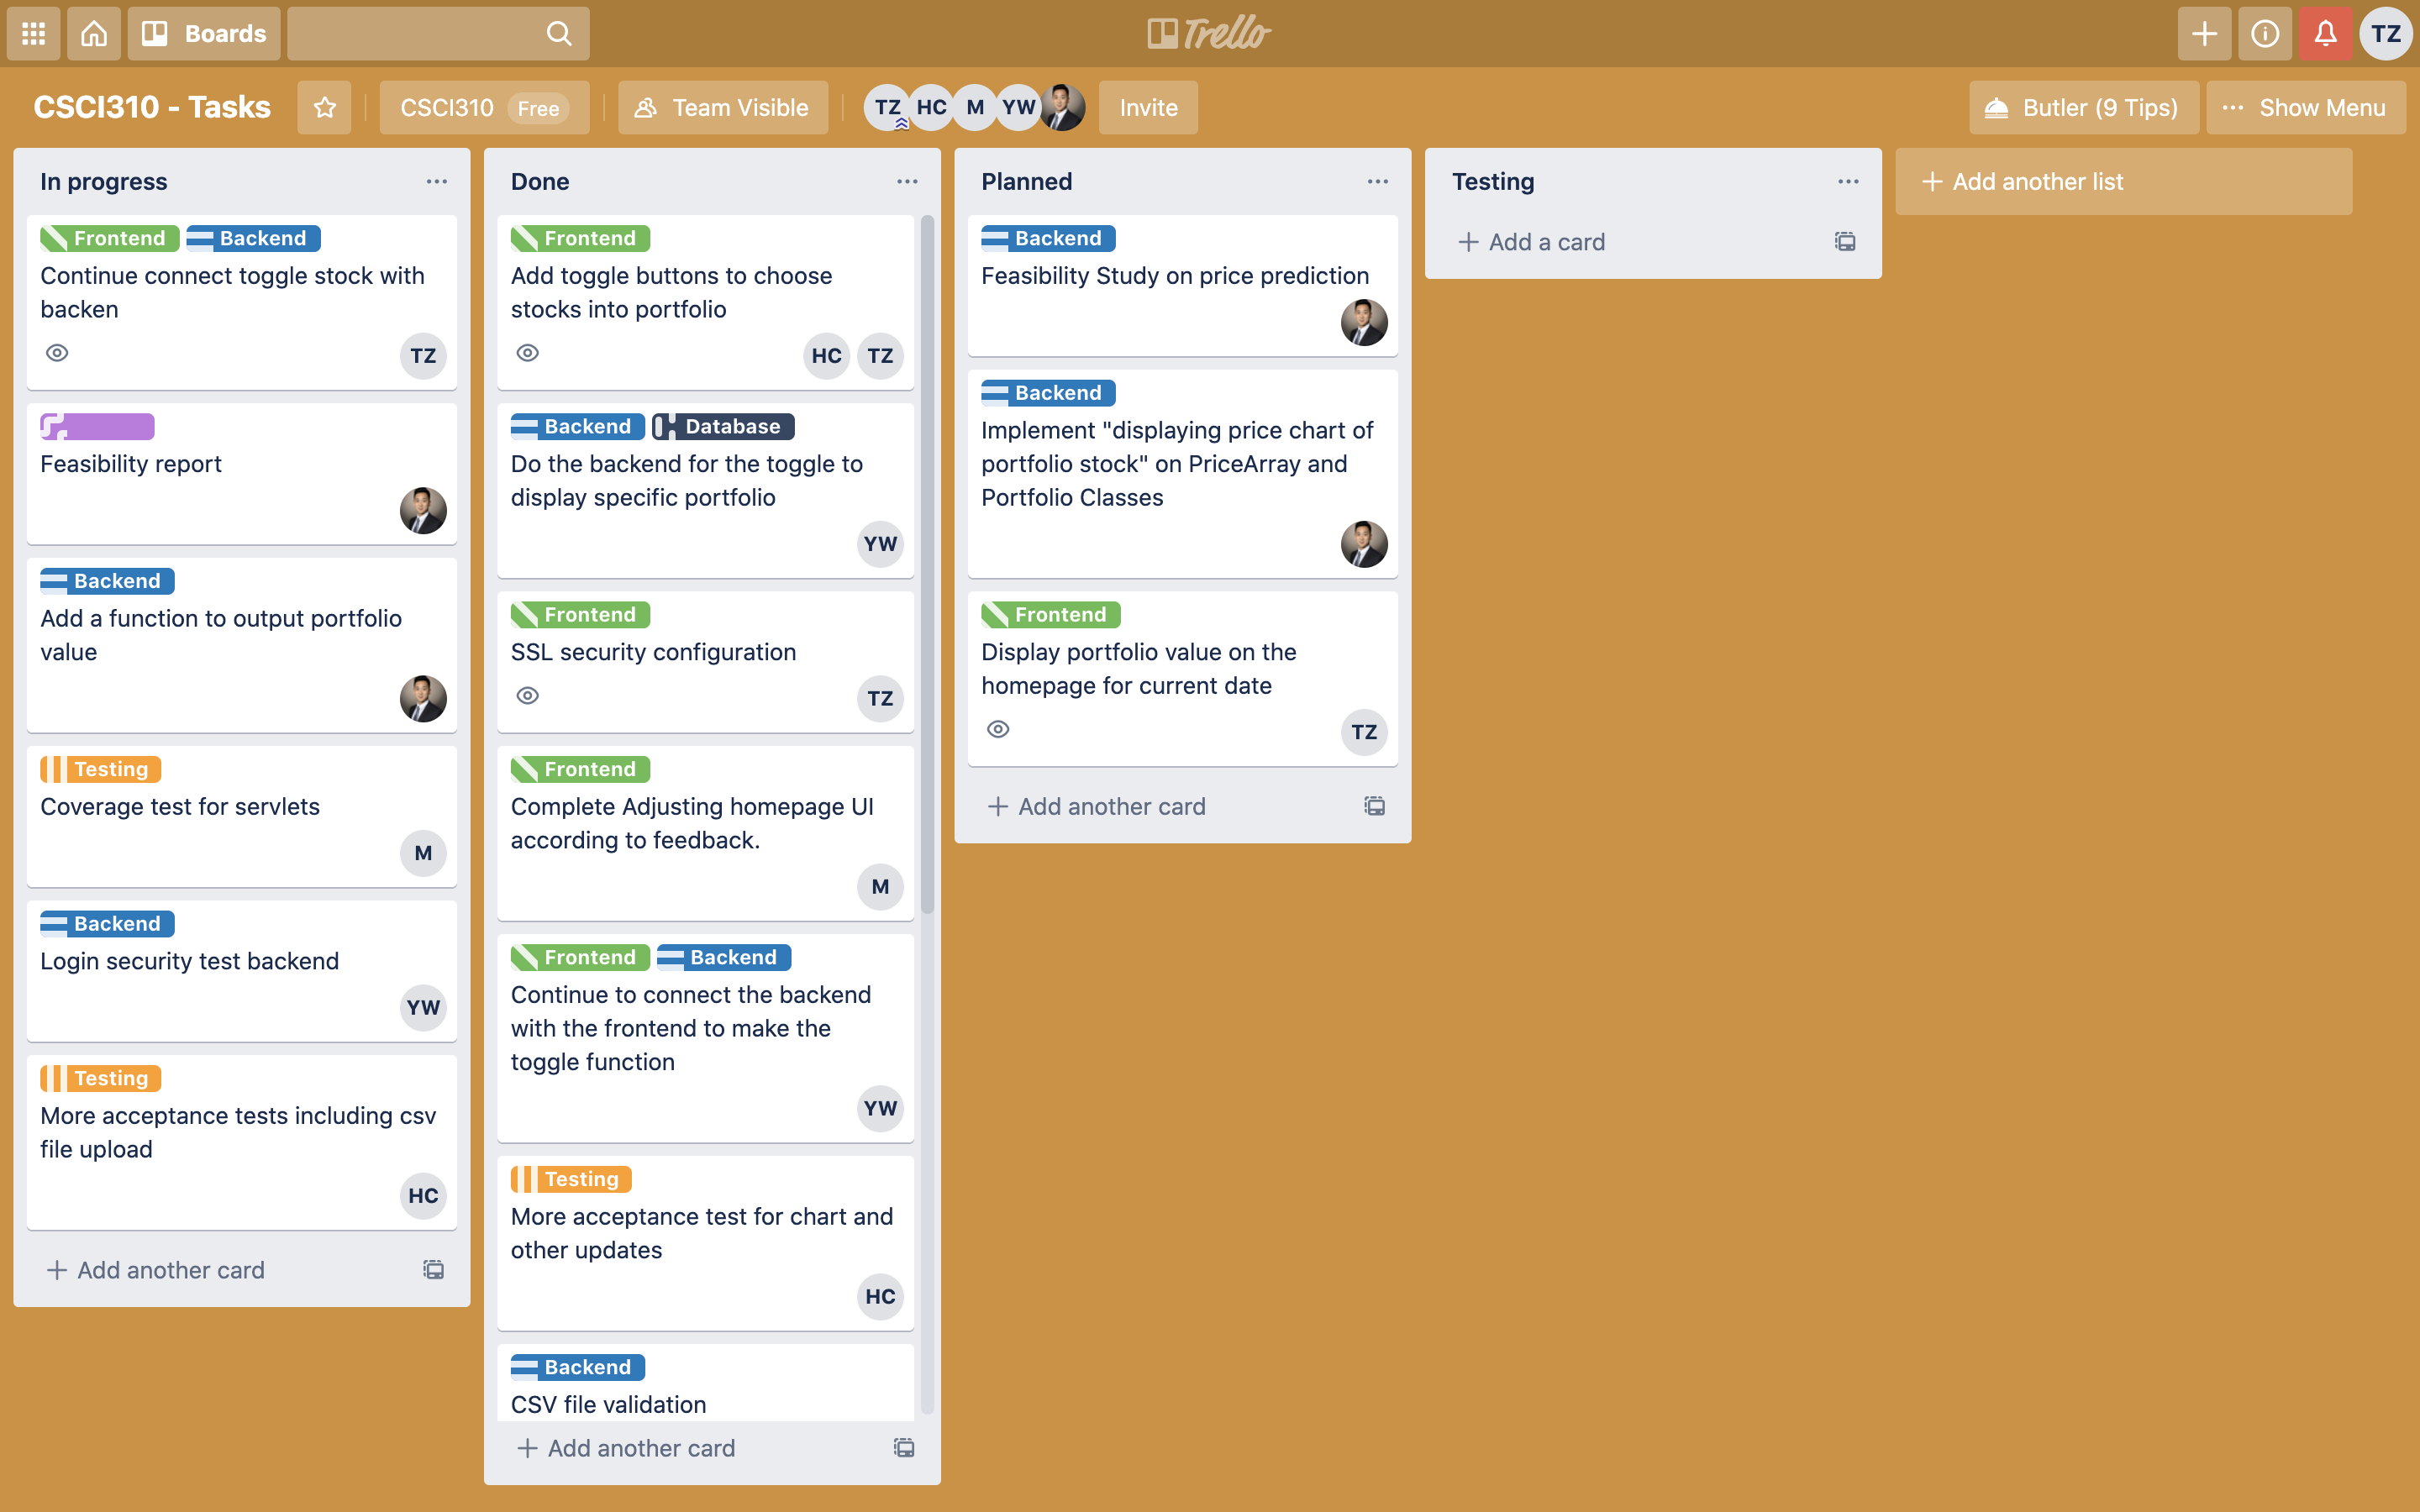 Boards
Trello
TZ
CSCI310 - Tasks
CSCI310 Free
Team Visible
TZ HC M YW
Invite
Butler (9 Tips)
... Show Menu
In progress ...
Frontend Backend
Continue connect toggle stock with
backen
TZ
Feasibility report
Backend
Add a function to output portfolio
value
Testing
Coverage test for servlets
M
Backend
Login security test backend
YW
Testing
More acceptance tests including csv
file upload
HC
+ Add another card
Done ...
Frontend
Add toggle buttons to choose
stocks into portfolio
HC TZ
Backend Database
Do the backend for the toggle to
display specific portfolio
YW
Frontend
SSL security configuration
TZ
Frontend
Complete Adjusting homepage UI
according to feedback.
M
Frontend Backend
Continue to connect the backend
with the frontend to make the
toggle function
YW
Testing
More acceptance test for chart and
other updates
HC
Backend
CSV file validation
+ Add another card
Planned ...
Backend
Feasibility Study on price prediction
Backend
Implement "displaying price chart of
portfolio stock" on PriceArray and
Portfolio Classes
Frontend
Display portfolio value on the
homepage for current date
TZ
+ Add another card
Testing ...
+ Add a card
+ Add another list